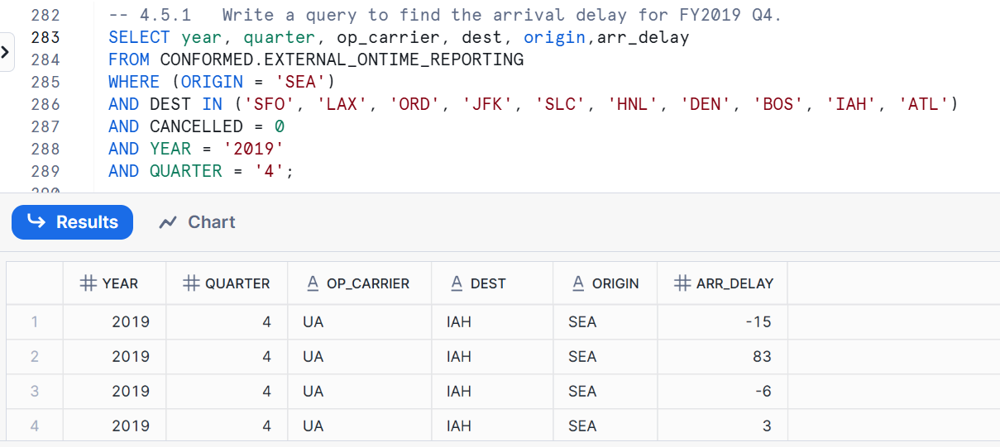 282 -- 4.5.1   Write a query to find the arrival delay for FY2019 Q4.
283 SELECT year, quarter, op_carrier, dest, origin,arr_delay
284 FROM CONFORMED.EXTERNAL_ONTIME_REPORTING
285 WHERE (ORIGIN = 'SEA')
286 AND DEST IN ('SFO', 'LAX', 'ORD', 'JFK', 'SLC', 'HNL', 'DEN', 'BOS', 'IAH', 'ATL')
287 AND CANCELLED = 0
288 AND YEAR = '2019'
289 AND QUARTER = '4';
290
Results Chart
# YEAR # QUARTER A OP_CARRIER A DEST A ORIGIN # ARR_DELAY
1 2019 4 UA IAH SEA -15
2 2019 4 UA IAH SEA 83
3 2019 4 UA IAH SEA -6
4 2019 4 UA IAH SEA 3